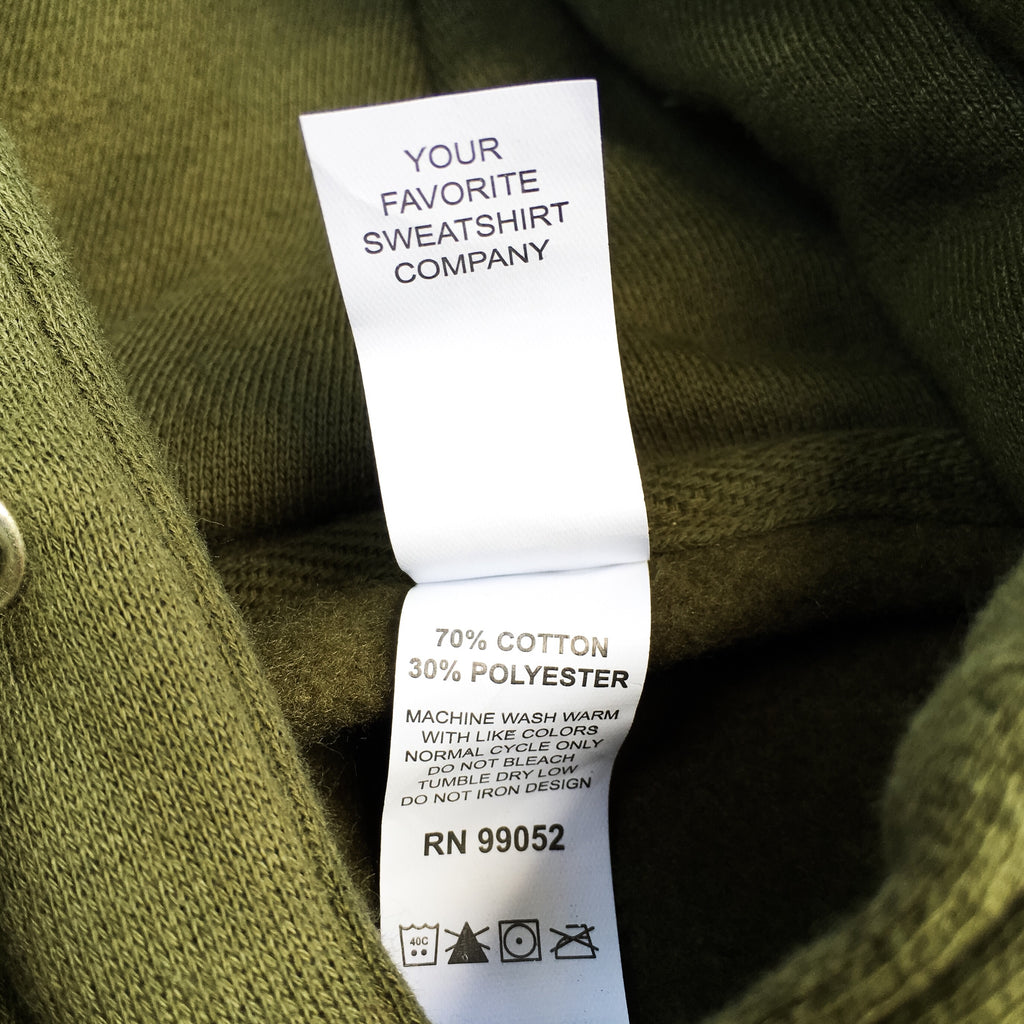 YOUR
FAVORITE
SWEATSHIRT
COMPANY
70% COTTON
30% POLYESTER
MACHINE WASH WARM
WITH LIKE COLORS
NORMAL CYCLE ONLY
DO NOT BLEACH
TUMBLE DRY LOW
DO NOT IRON DESIGN
RN 99052
40C